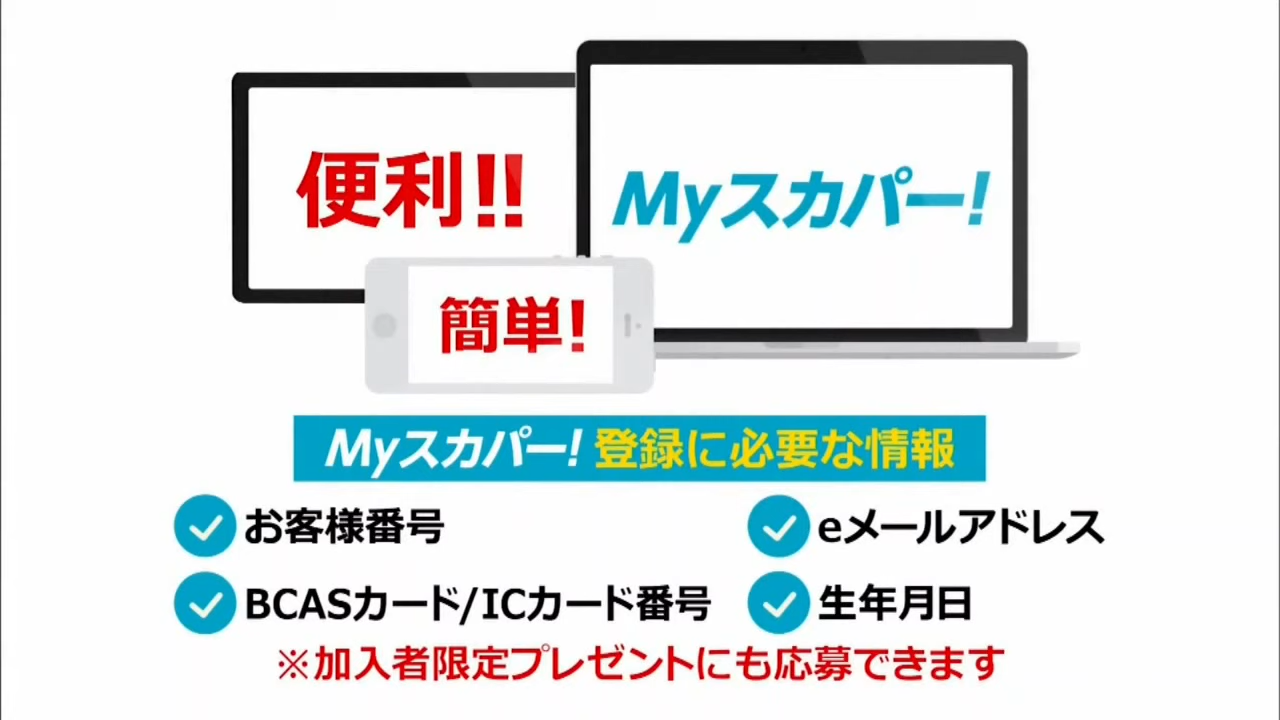 便利!!
Myスカパー!
簡単!
Myスカパー! 登録に必要な情報
お客様番号
eメールアドレス
BCASカード/ICカード番号
生年月日
※加入者限定プレゼントにも応募できます